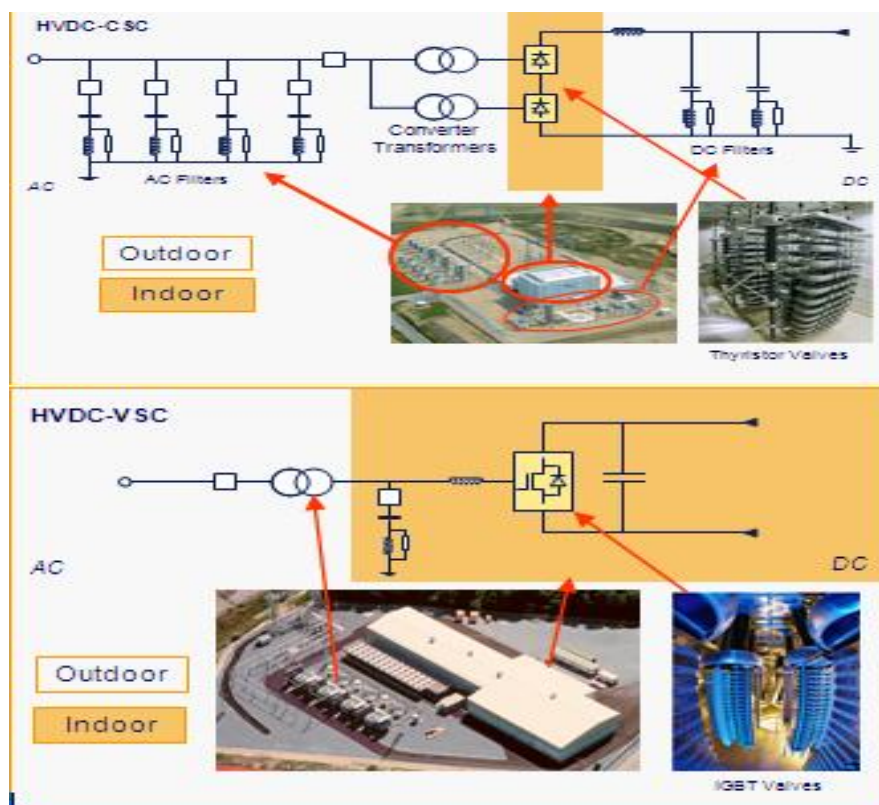 HVDC-CSC
Converter
Transformers
AC Filters
DC Filters
AC
DC
Outdoor
Indoor
Thyristor Valves
HVDC-VSC
AC
DC
Outdoor
Indoor
IGBT Valves